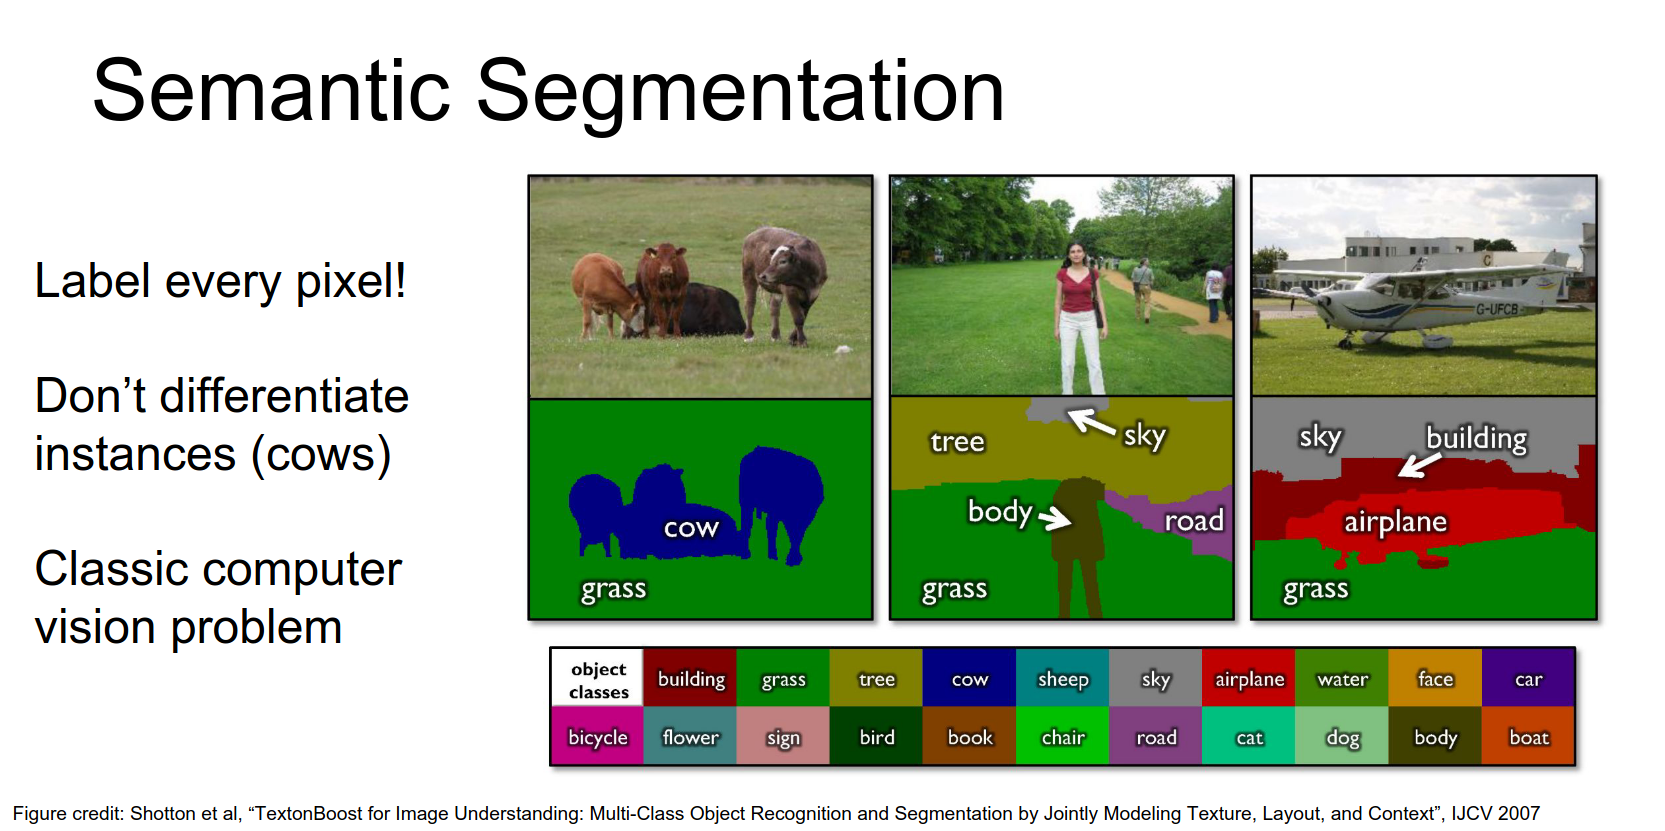 Semantic Segmentation
Label every pixel!
Don’t differentiate
instances (cows)
Classic computer
vision problem
C
G-UFCB
cow
grass
tree
sky
body
road
grass
sky
building
airplane
grass
object classes
building
grass
tree
cow
sheep
sky
airplane
water
face
car
bicycle
flower
sign
bird
book
chair
road
cat
dog
body
boat
Figure credit: Shotton et al, “TextonBoost for Image Understanding: Multi-Class Object Recognition and Segmentation by Jointly Modeling Texture, Layout, and Context”, IJCV 2007